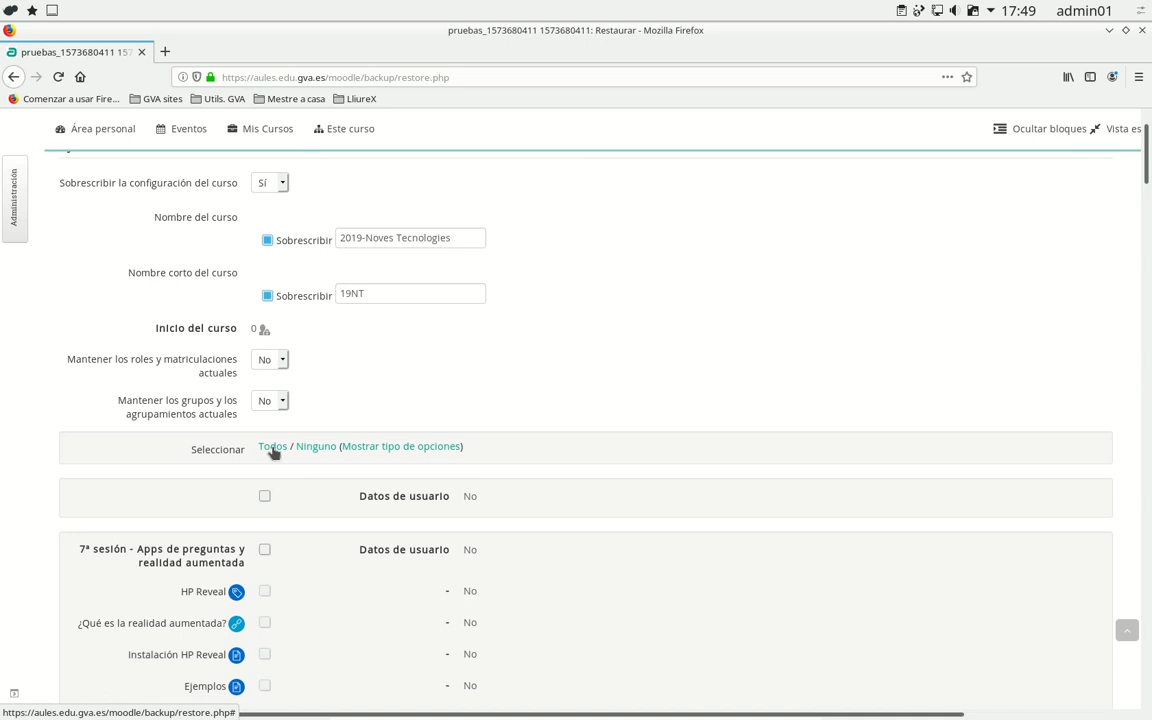 17:49 admin01
pruebas_1573680411 1573680411: Restaurar - Mozilla Firefox
pruebas_1573680411 157
https://aules.edu.gva.es/moodle/backup/restore.php
Comenzar a usar Fire... GVA sites Utils. GVA Mestre a casa LliureX
Área personal Eventos Mis Cursos Este curso Ocultar bloques Vista es
Administración
Sobrescribir la configuración del curso Sí
Nombre del curso
Sobrescribir 2019-Noves Tecnologies
Nombre corto del curso
Sobrescribir 19NT
Inicio del curso 0
Mantener los roles y matriculaciones actuales No
Mantener los grupos y los agrupamientos actuales No
Seleccionar Todos / Ninguno (Mostrar tipo de opciones)
Datos de usuario No
7ª sesión - Apps de preguntas y realidad aumentada Datos de usuario No
HP Reveal - No
¿Qué es la realidad aumentada? - No
Instalación HP Reveal - No
Ejemplos - No
https://aules.edu.gva.es/moodle/backup/restore.php#